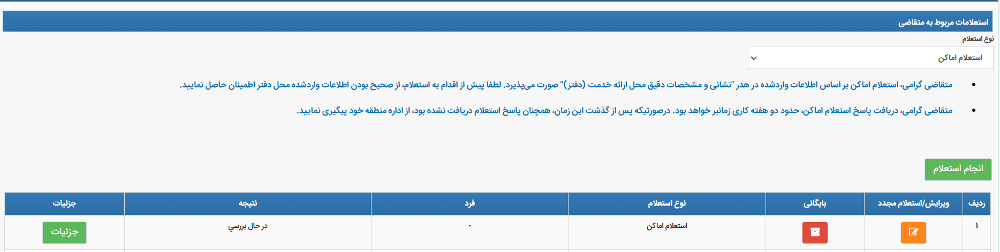 استعلامات مربوط به متقاضی
نوع استعلام
استعلام اماکن
متقاضی گرامی، استعلام اماکن بر اساس اطلاعات واردشده در هدر "نشانی و مشخصات دقیق محل ارائه خدمت (دفتر)" صورت می‌پذیرد. لطفا پیش از اقدام به استعلام، از صحیح بودن اطلاعات واردشده محل دفتر اطمینان حاصل نمایید.
متقاضی گرامی، دریافت پاسخ استعلام اماکن، حدود دو هفته کاری زمانبر خواهد بود. درصورتیکه پس از گذشت این زمان، همچنان پاسخ استعلام دریافت نشده بود، از اداره منطقه خود پیگیری نمایید.
انجام استعلام
ردیف ویرایش/استعلام مجدد بایگانی نوع استعلام فرد نتیجه جزئیات
۱ استعلام اماکن - در حال بررسي جزئیات